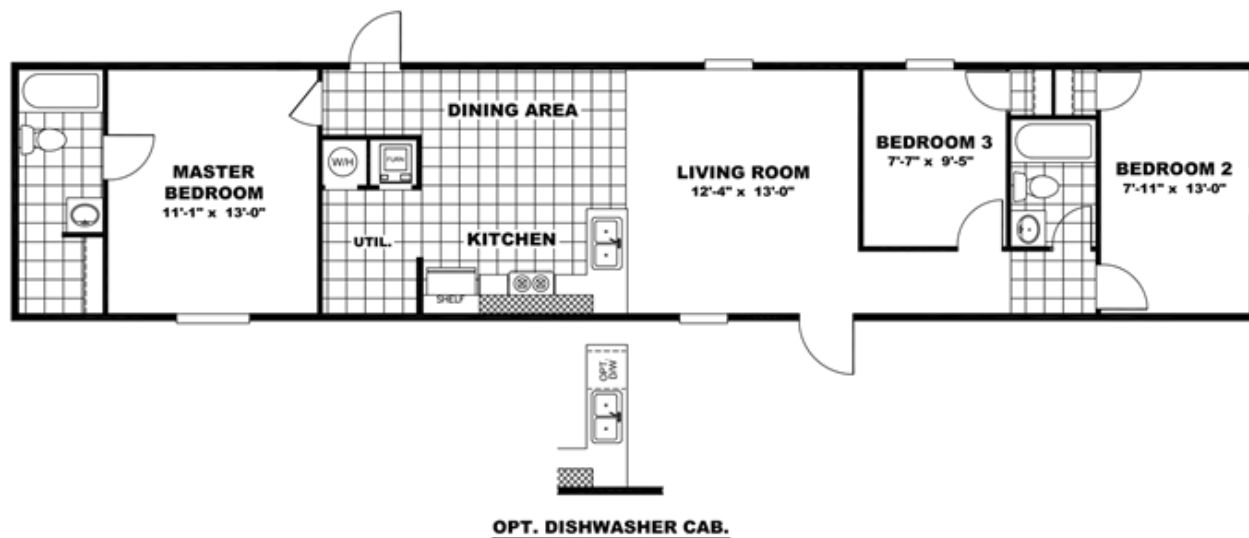 DINING AREA
MASTER
BEDROOM
11'-1" x 13'-0"
W/H
FURN
UTIL.
KITCHEN
SHELF
LIVING ROOM
12'-4" x 13'-0"
BEDROOM 3
7'-7" x 9'-5"
BEDROOM 2
7'-11" x 13'-0"
OPT.
D/W
OPT. DISHWASHER CAB.